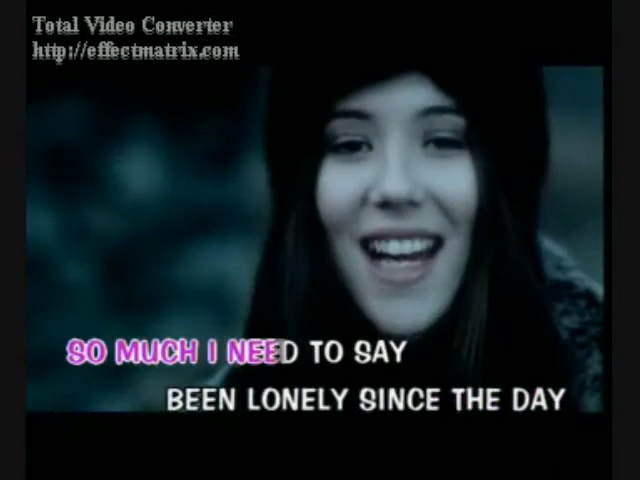 Total Video Converter
http://effectmatrix.com
SO MUCH I NEED TO SAY
BEEN LONELY SINCE THE DAY